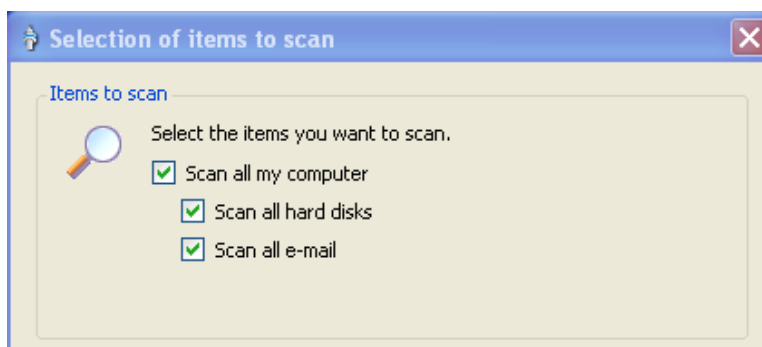 Selection of items to scan
Items to scan
Select the items you want to scan.
Scan all my computer
Scan all hard disks
Scan all e-mail